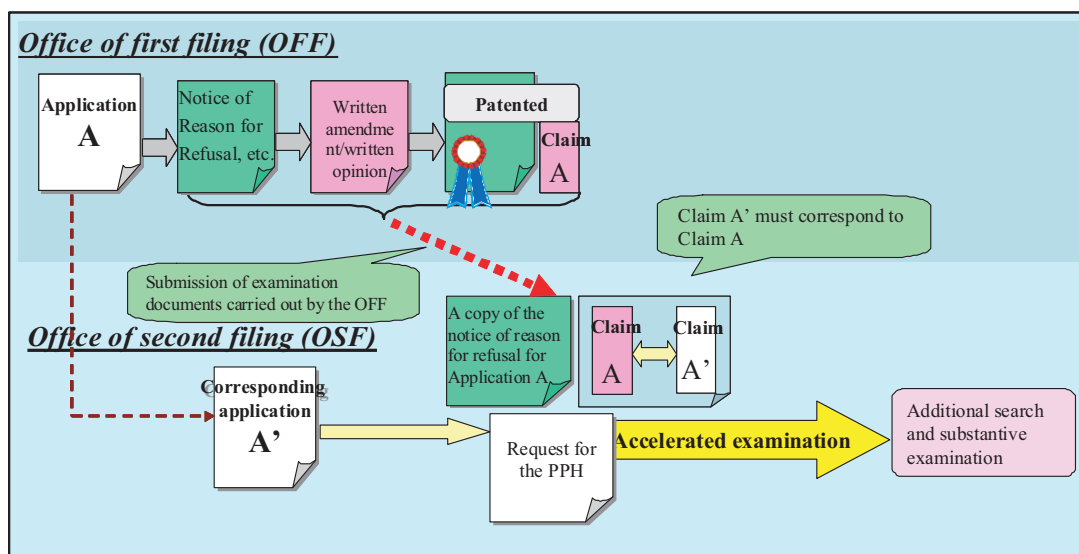 Office of first filing (OFF)
Application
A
Notice of
Reason for
Refusal, etc.
Written
amendme
nt/written
opinion
Patented
Claim
A
Claim A’ must correspond to
Claim A
Submission of examination
documents carried out by the OFF
Office of second filing (OSF)
A copy of the
notice of reason
for refusal for
Application A
Claim
A
Claim
A’
Corresponding
application
A’
Request for
the PPH
Accelerated examination
Additional search
and substantive
examination